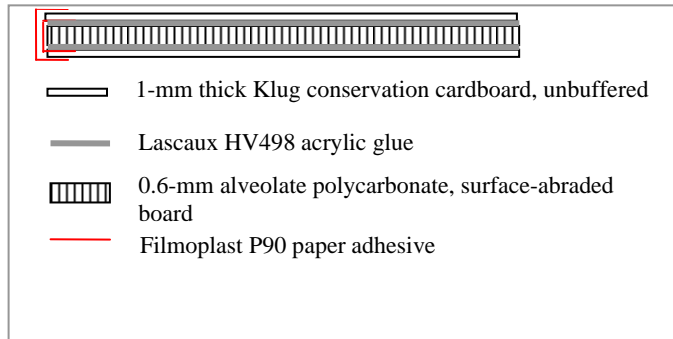 1-mm thick Klug conservation cardboard, unbuffered
Lascaux HV498 acrylic glue
0.6-mm alveolate polycarbonate, surface-abraded
board
Filmoplast P90 paper adhesive